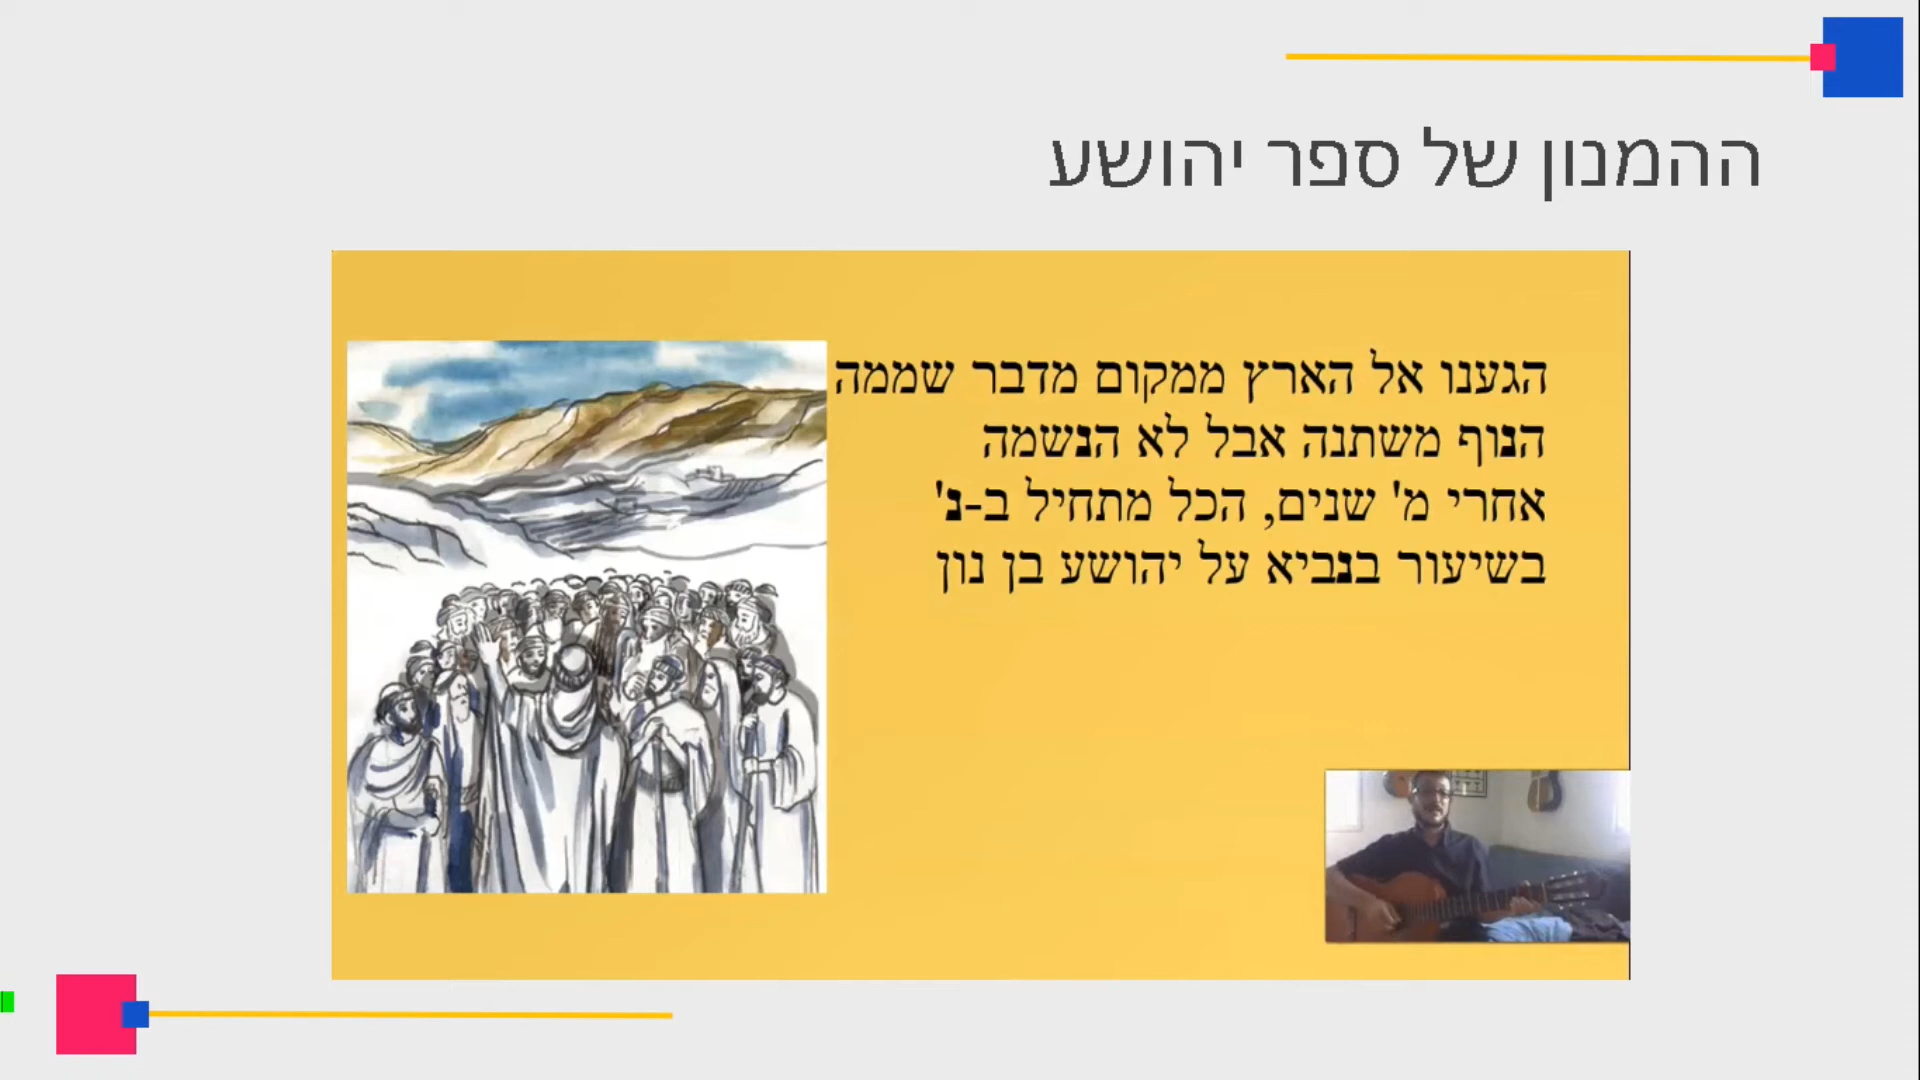 ההמנון של ספר יהושע
הגענו אל הארץ ממקום מדבר שממה
הנוף משתנה אבל לא הנשמה
אחרי מ' שנים, הכל מתחיל ב-נ'
בשיעור בנביא על יהושע בן נון